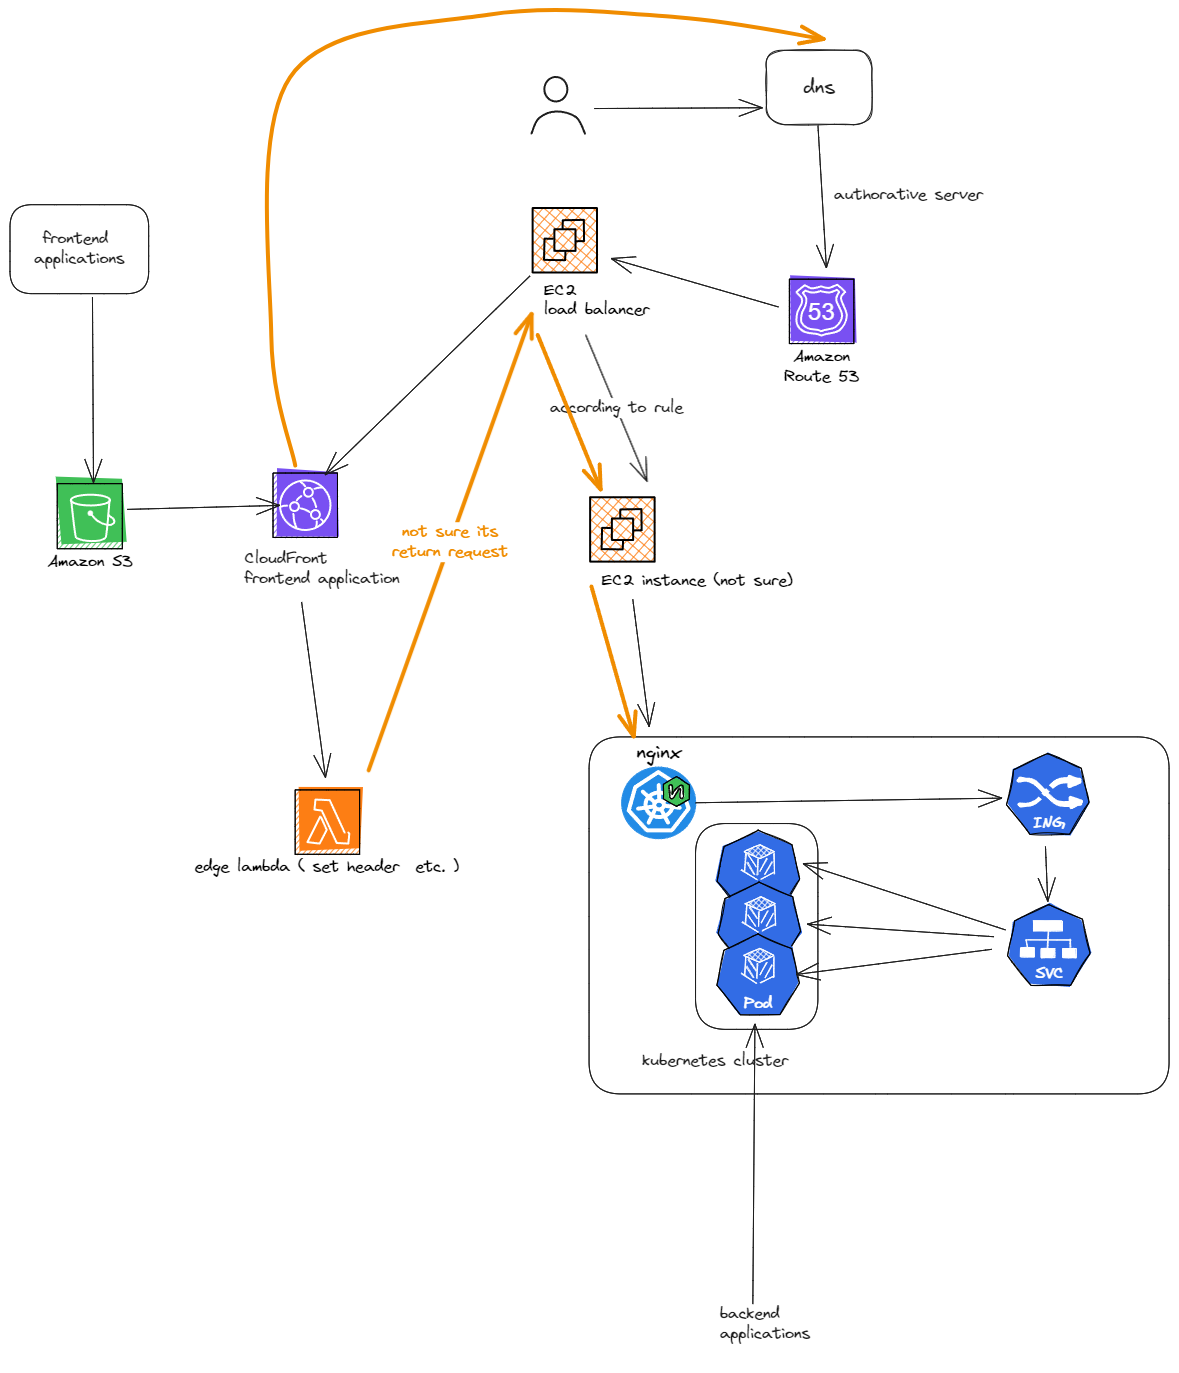 dns
authorative server
frontend
applications
EC2
load balancer
53
Amazon
Route 53
according to rule
not sure its
return request
Amazon S3
CloudFront
frontend application
EC2 instance (not sure)
nginx
ING
edge lambda ( set header etc. )
SVC
Pod
kubernetes cluster
backend
applications